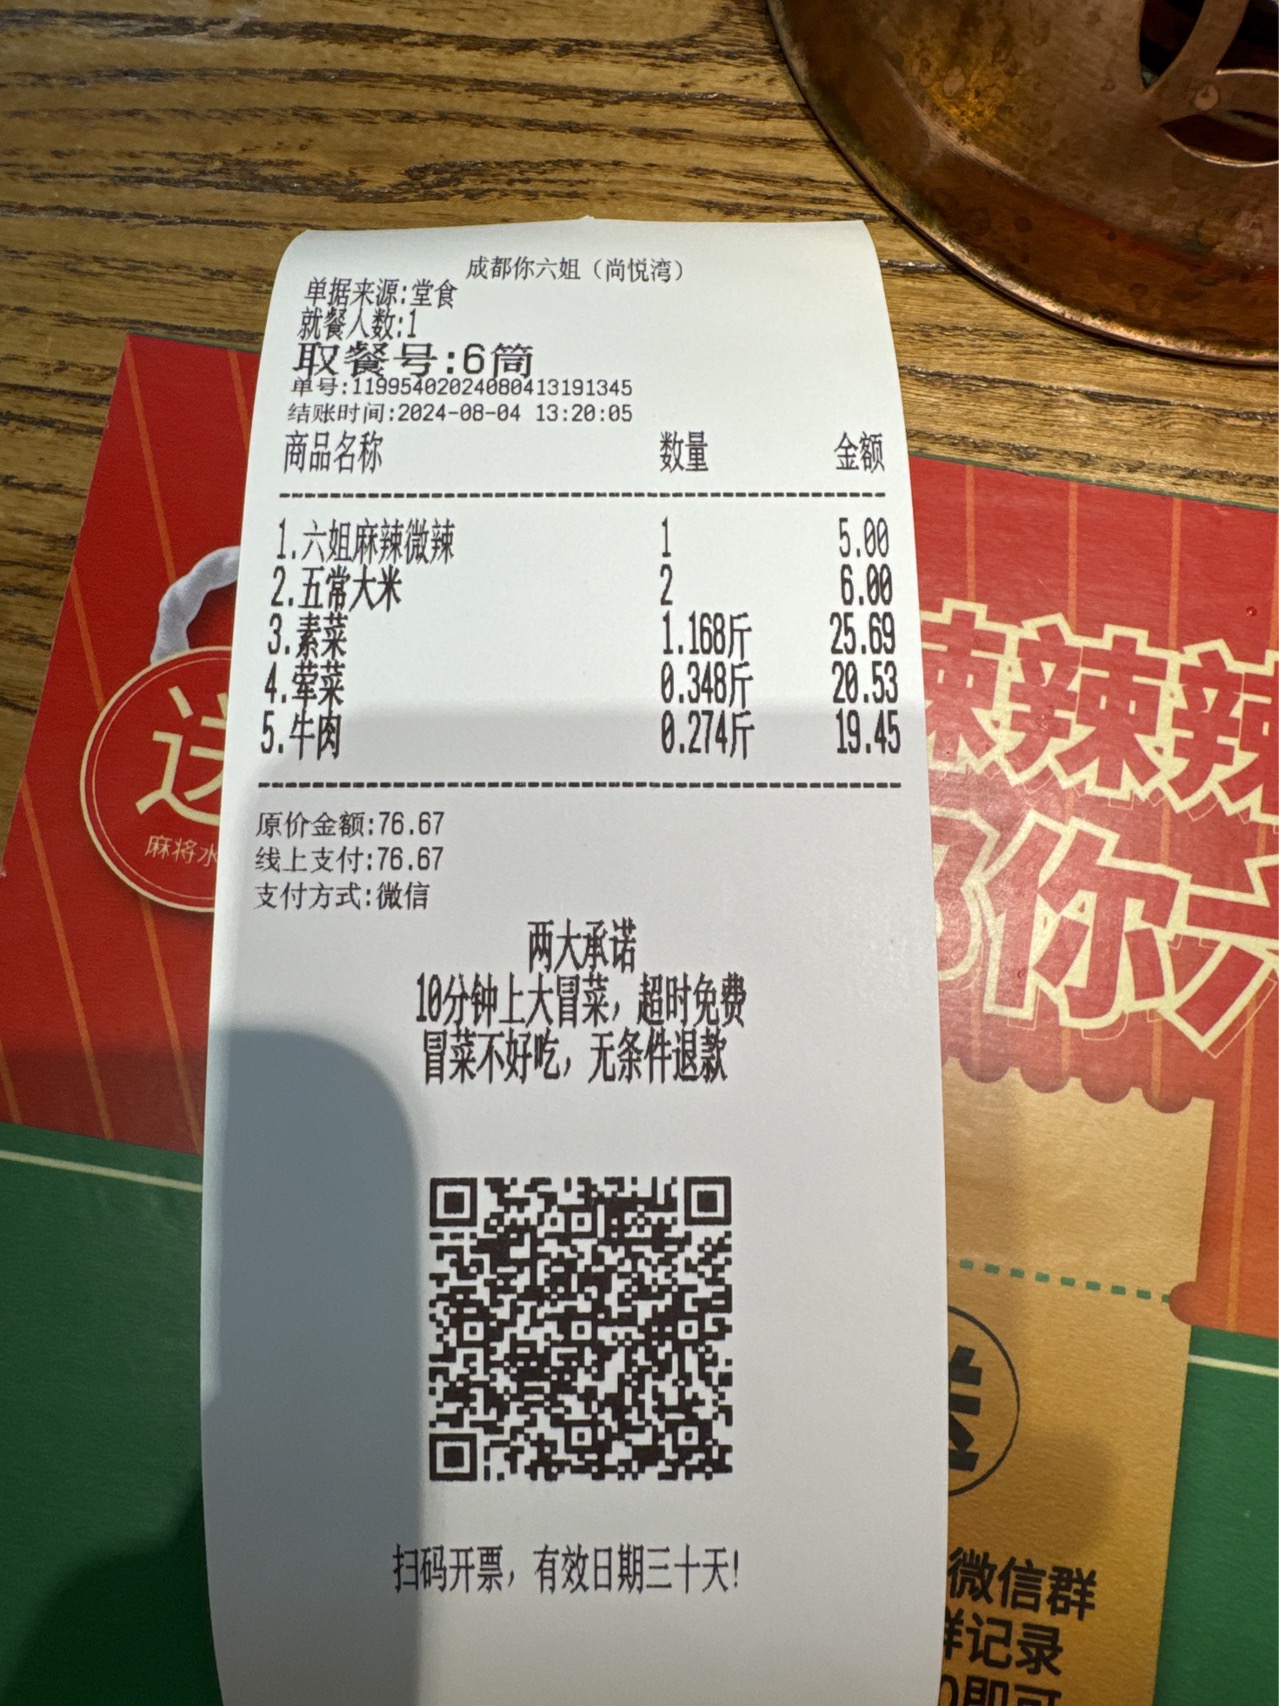 成都你六姐（尚悦湾）
单据来源:堂食
就餐人数:1
取餐号:6筒
单号:11995402024080413191345
结账时间:2024-08-04 13:20:05
商品名称 数量 金额
1.六姐麻辣微辣 1 5.00
2.五常大米 2 6.00
3.素菜 1.168斤 25.69
4.荤菜 0.348斤 20.53
5.牛肉 0.274斤 19.45
原价金额:76.67
线上支付:76.67
支付方式:微信
两大承诺
10分钟上大冒菜，超时免费
冒菜不好吃，无条件退款
扫码开票，有效日期三十天!
送
麻将水
辣辣辣
你六
送
微信群
群记录
即可